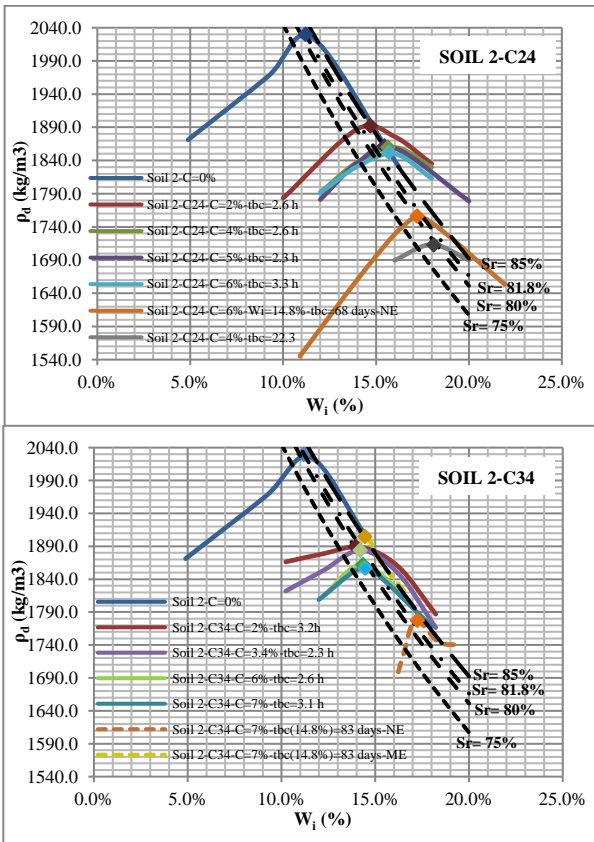 2040.0
SOIL 2-C24
1990.0
1940.0
1890.0
1840.0
Soil 2-C=0%
1790.0
Soil 2-C24-C=2%-tbc=2.6 h
Soil 2-C24-C=4%-tbc=2.6 h
1740.0
Soil 2-C24-C=5%-tbc=2.3 h
1690.0
Sr= 85%
Soil 2-C24-C=6%-tbc=3.3 h
Sr= 81.8%
1640.0
Soil 2-C24-C=6%-Wi=14.8%-tbc=68 days-NE
Sr= 80%
1590.0
Soil 2-C24-C=4%-tbc=22.3
Sr= 75%
1540.0
0.0% 5.0% 10.0% 15.0% 20.0% 25.0%
Wi (%)
ρd (kg/m3)
2040.0
SOIL 2-C34
1990.0
1940.0
1890.0
1840.0
Soil 2-C=0%
1790.0
Soil 2-C34-C=2%-tbc=3.2h
1740.0
Soil 2-C34-C=3.4%-tbc=2.3 h
1690.0
Soil 2-C34-C=6%-tbc=2.6 h
Sr= 85%
Sr= 81.8%
1640.0
Soil 2-C34-C=7%-tbc=3.1 h
Sr= 80%
Soil 2-C34-C=7%-tbc(14.8%)=83 days-NE
1590.0
Sr= 75%
Soil 2-C34-C=7%-tbc(14.8%)=83 days-ME
1540.0
0.0% 5.0% 10.0% 15.0% 20.0% 25.0%
Wi (%)
ρd (kg/m3)